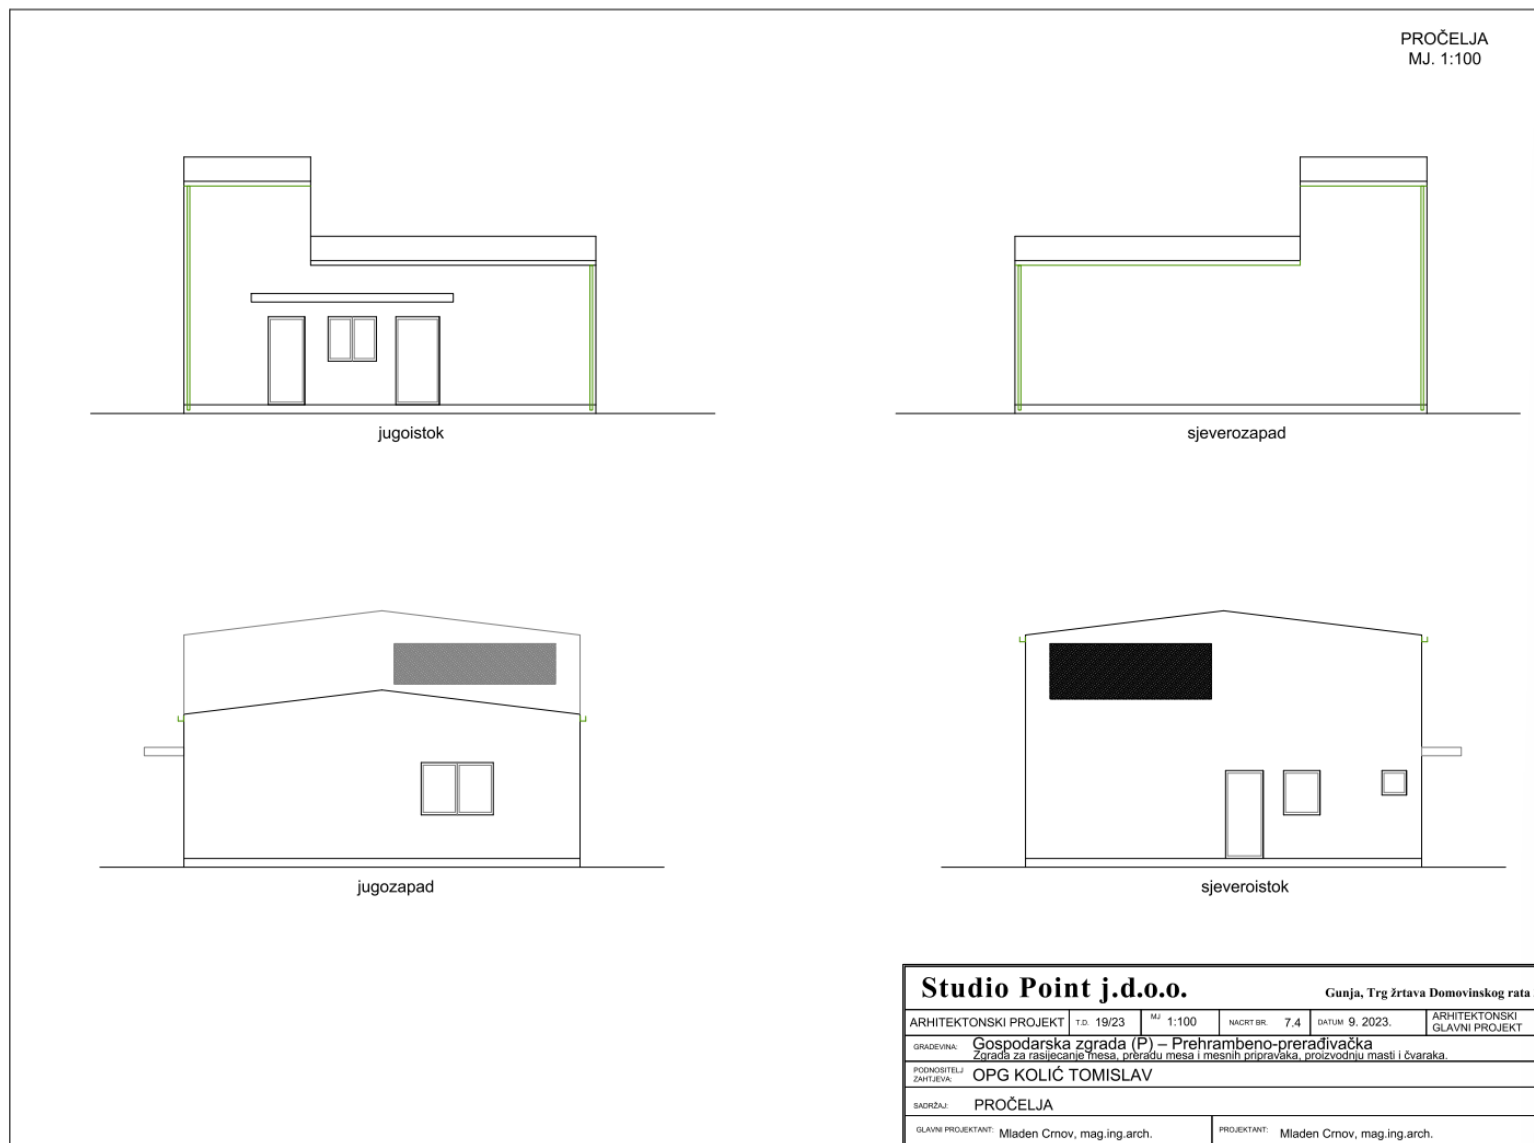 PROČELJA
MJ. 1:100
jugoistok
sjeverozapad
jugozapad
sjeveroistok
Studio Point j.d.o.o. Gunja, Trg žrtava Domovinskog rata
ARHITEKTONSKI PROJEKT T.D. 19/23 MJ 1:100 NACRT BR. 7.4 DATUM 9. 2023. ARHITEKTONSKI
GLAVNI PROJEKT
GRAĐEVINA: Gospodarska zgrada (P) – Prehrambeno-prerađivačka
Zgrada za rasijecanje mesa, preradu mesa i mesnih pripravaka, proizvodnju masti i čvaraka.
PODNOSITELJ
ZAHTJEVA: OPG KOLIĆ TOMISLAV
SADRŽAJ: PROČELJA
GLAVNI PROJEKTANT: Mladen Crnov, mag.ing.arch. PROJEKTANT: Mladen Crnov, mag.ing.arch.